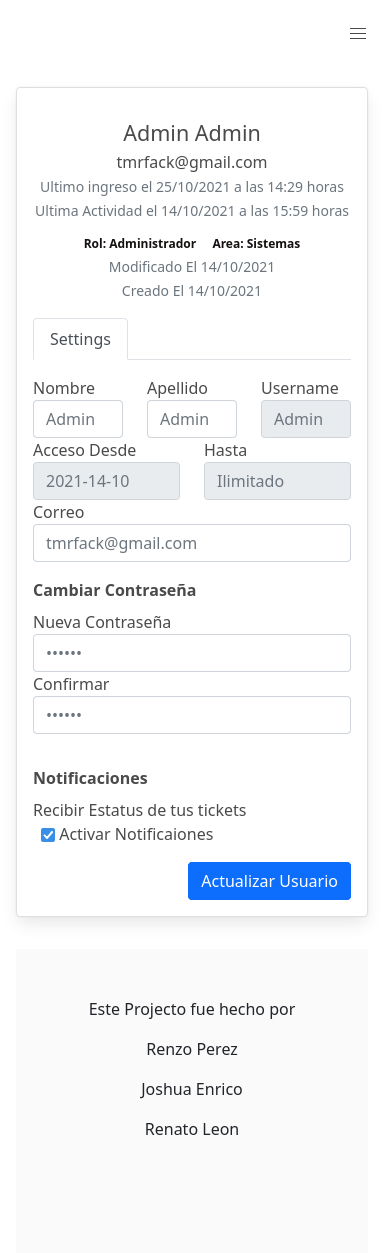 Admin Admin
tmrfack@gmail.com
Ultimo ingreso el 25/10/2021 a las 14:29 horas
Ultima Actividad el 14/10/2021 a las 15:59 horas
Rol: Administrador Area: Sistemas
Modificado El 14/10/2021
Creado El 14/10/2021
Settings
Nombre Apellido Username
Admin Admin Admin
Acceso Desde Hasta
2021-14-10 Ilimitado
Correo
tmrfack@gmail.com
Cambiar Contraseña
Nueva Contraseña
••••••
Confirmar
••••••
Notificaciones
Recibir Estatus de tus tickets
Activar Notificaiones
Actualizar Usuario
Este Projecto fue hecho por
Renzo Perez
Joshua Enrico
Renato Leon